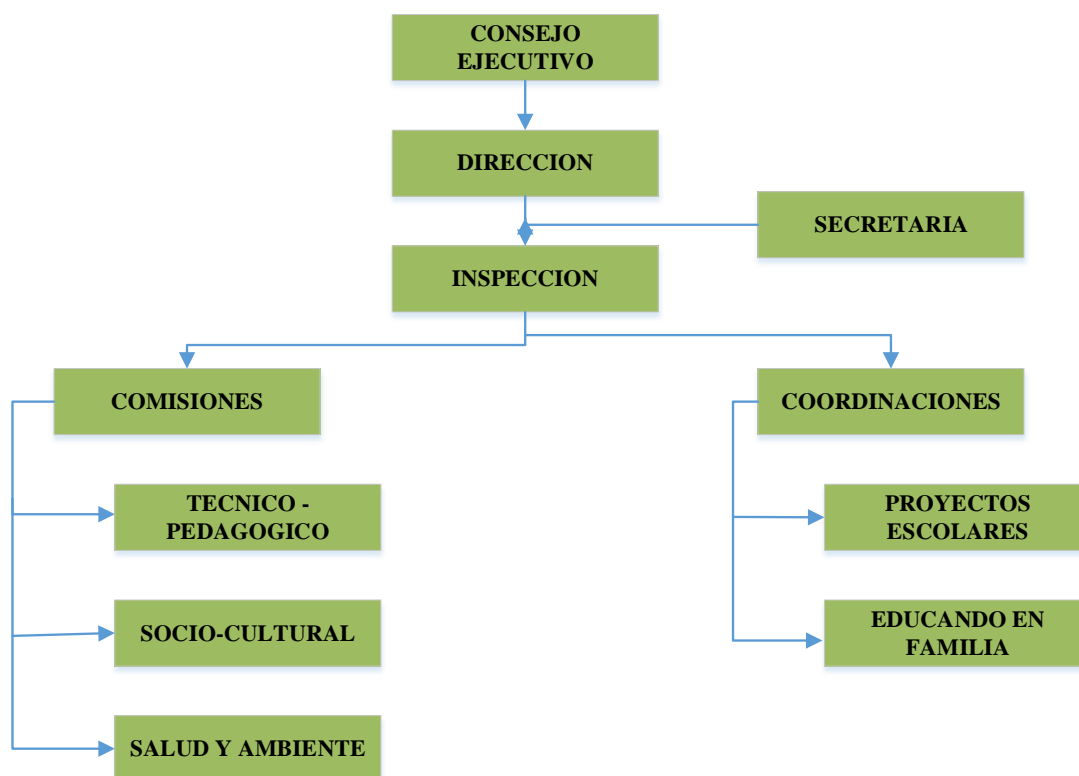 CONSEJO
EJECUTIVO
DIRECCION
SECRETARIA
INSPECCION
COMISIONES
COORDINACIONES
TECNICO -
PEDAGOGICO
PROYECTOS
ESCOLARES
SOCIO-CULTURAL
EDUCANDO EN
FAMILIA
SALUD Y AMBIENTE